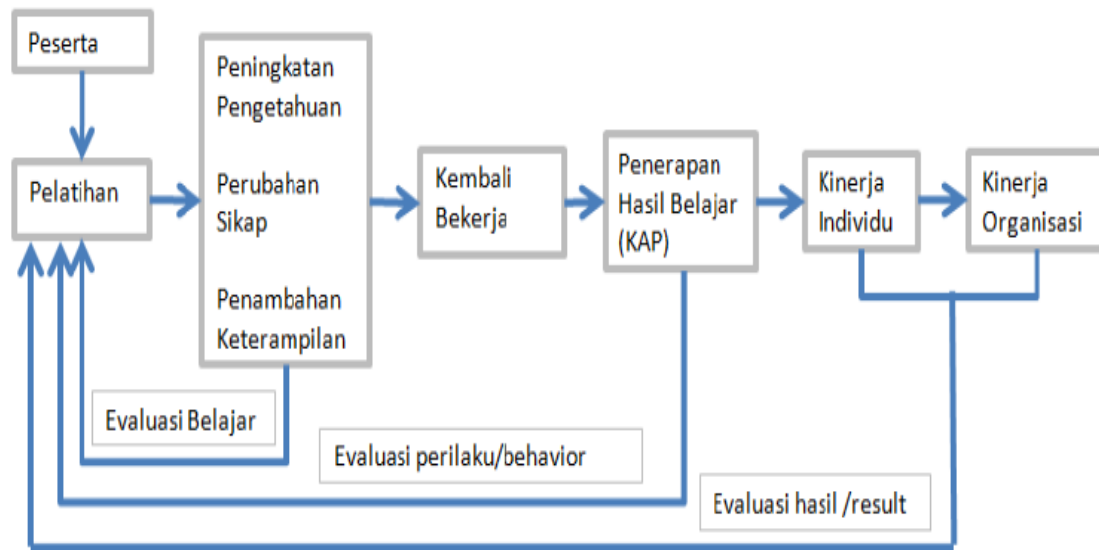 Peserta
Pelatihan
Peningkatan
Pengetahuan
Perubahan
Sikap
Penambahan
Keterampilan
Kembali
Bekerja
Penerapan
Hasil Belajar
(KAP)
Kinerja
Individu
Kinerja
Organisasi
Evaluasi Belajar
Evaluasi perilaku/behavior
Evaluasi hasil /result